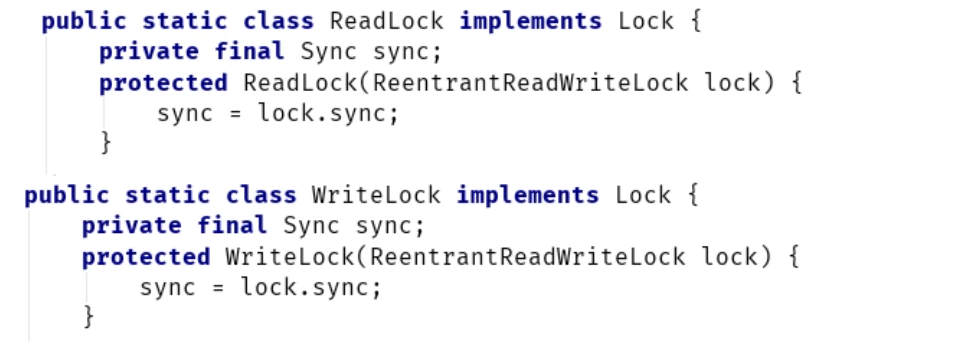 public static class ReadLock implements Lock {
private final Sync sync;
protected ReadLock(ReentrantReadWriteLock lock) {
sync = lock.sync;
}
public static class WriteLock implements Lock {
private final Sync sync;
protected WriteLock(ReentrantReadWriteLock lock) {
sync = lock.sync;
}